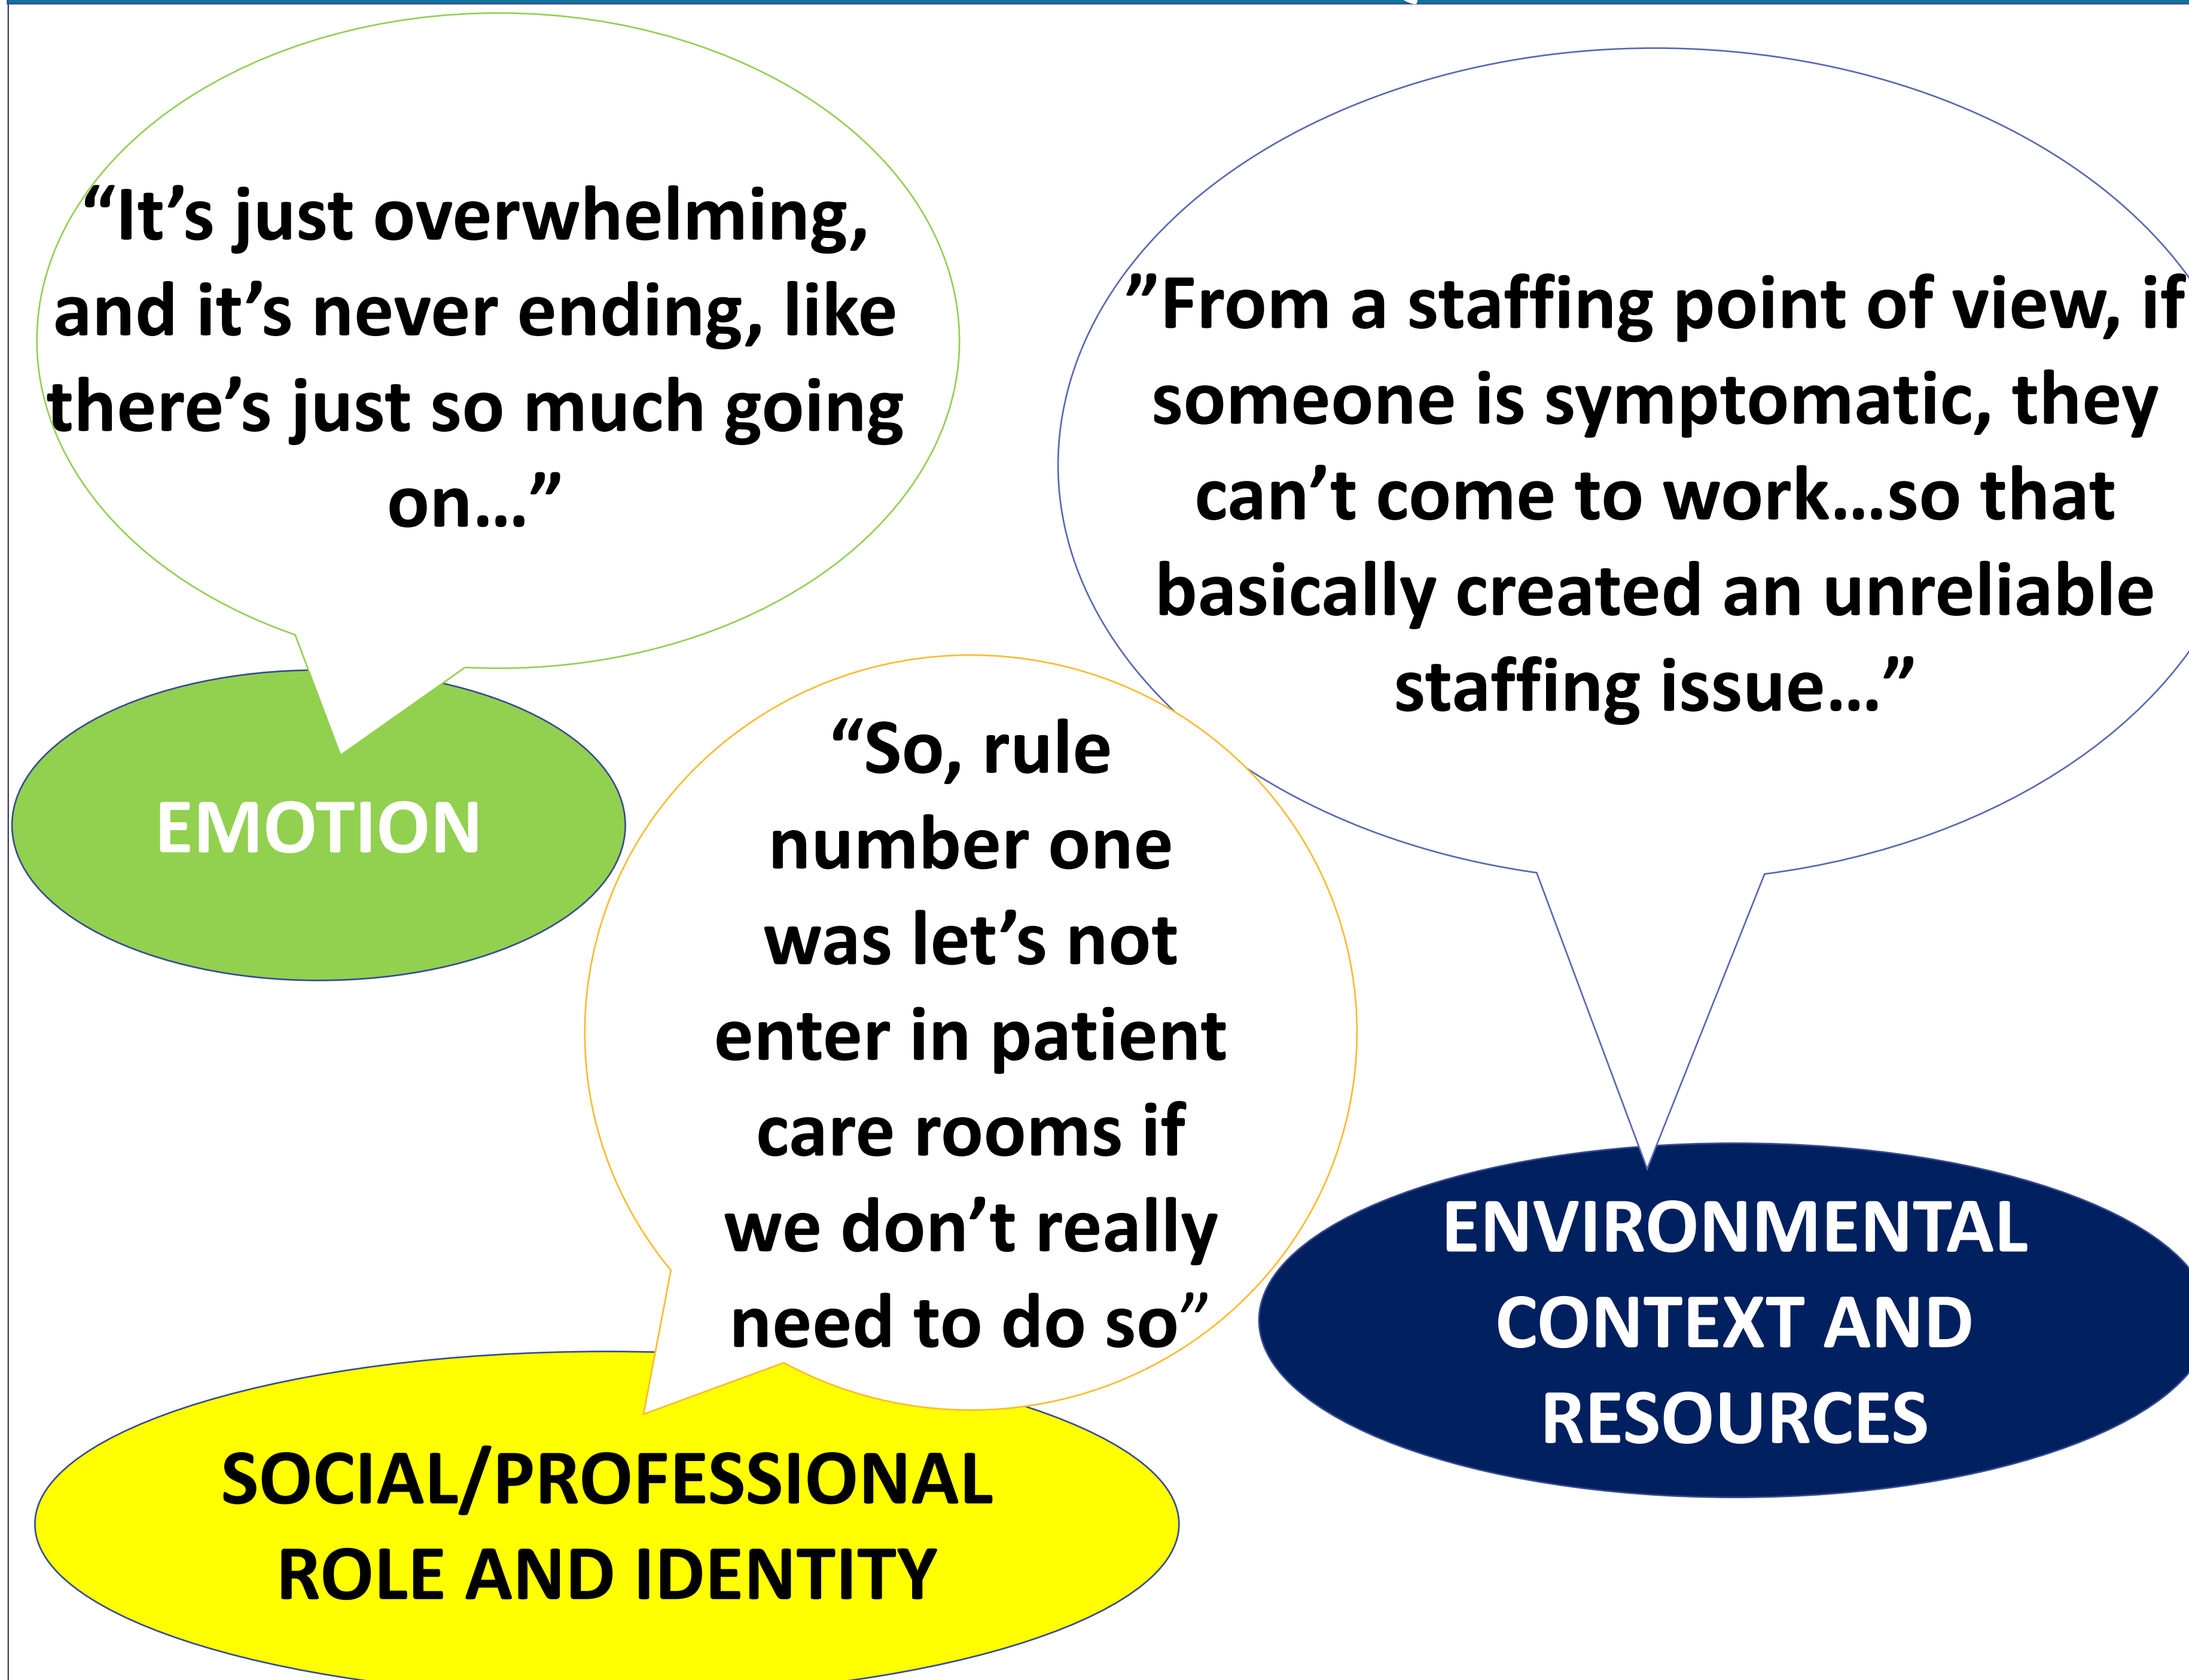 “It’s just overwhelming,
and it’s never ending, like
there’s just so much going
on…”
EMOTION
”From a staffing point of view, if
someone is symptomatic, they
can’t come to work…so that
basically created an unreliable
staffing issue…”
“So, rule
number one
was let’s not
enter in patient
care rooms if
we don’t really
need to do so”
ENVIRONMENTAL
CONTEXT AND
RESOURCES
SOCIAL/PROFESSIONAL
ROLE AND IDENTITY